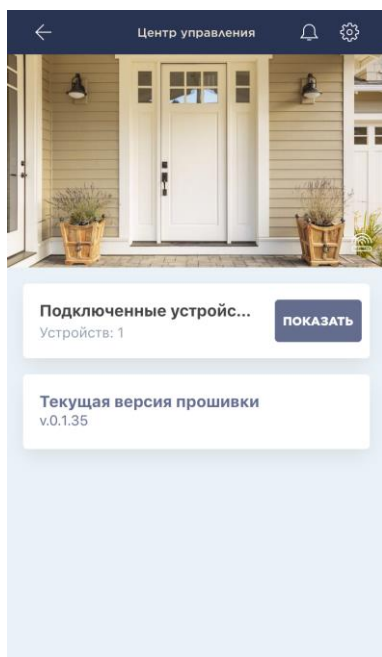 Центр управления
Подключенные устройс...
Устройств: 1
ПОКАЗАТЬ
Текущая версия прошивки
v.0.1.35